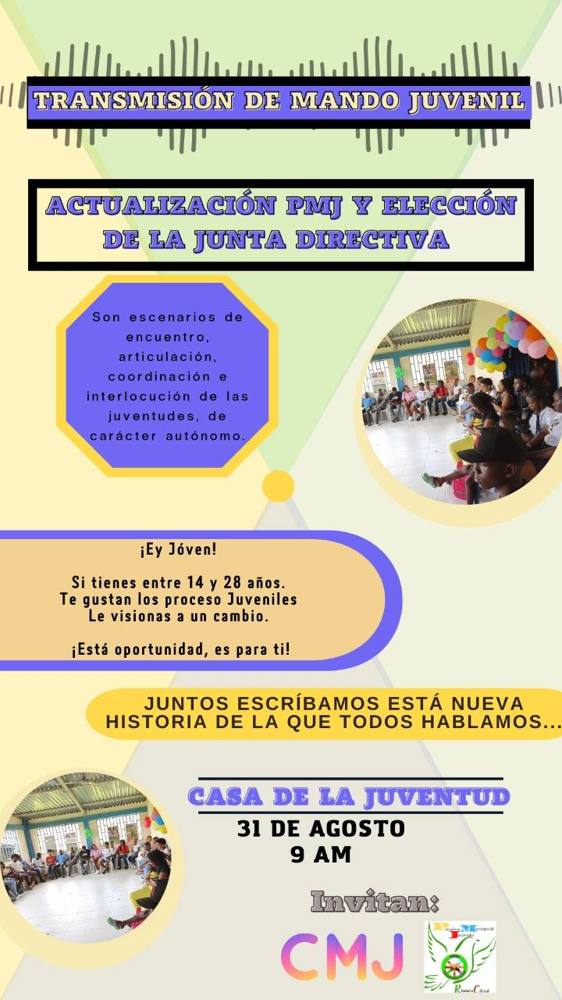 TRANSMISIÓN DE MANDO JUVENIL
ACTUALIZACIÓN PMJ Y ELECCIÓN
DE LA JUNTA DIRECTIVA
Son escenarios de
encuentro,
articulación,
coordinación e
interlocución de las
juventudes, de
carácter autónomo.
¡Ey Jóven!
Si tienes entre 14 y 28 años.
Te gustan los proceso Juveniles
Le visionas a un cambio.
¡Está oportunidad, es para ti!
JUNTOS ESCRÍBAMOS ESTÁ NUEVA
HISTORIA DE LA QUE TODOS HABLAMOS...
CASA DE LA JUVENTUD
31 DE AGOSTO
9 AM
Invitan:
CMJ